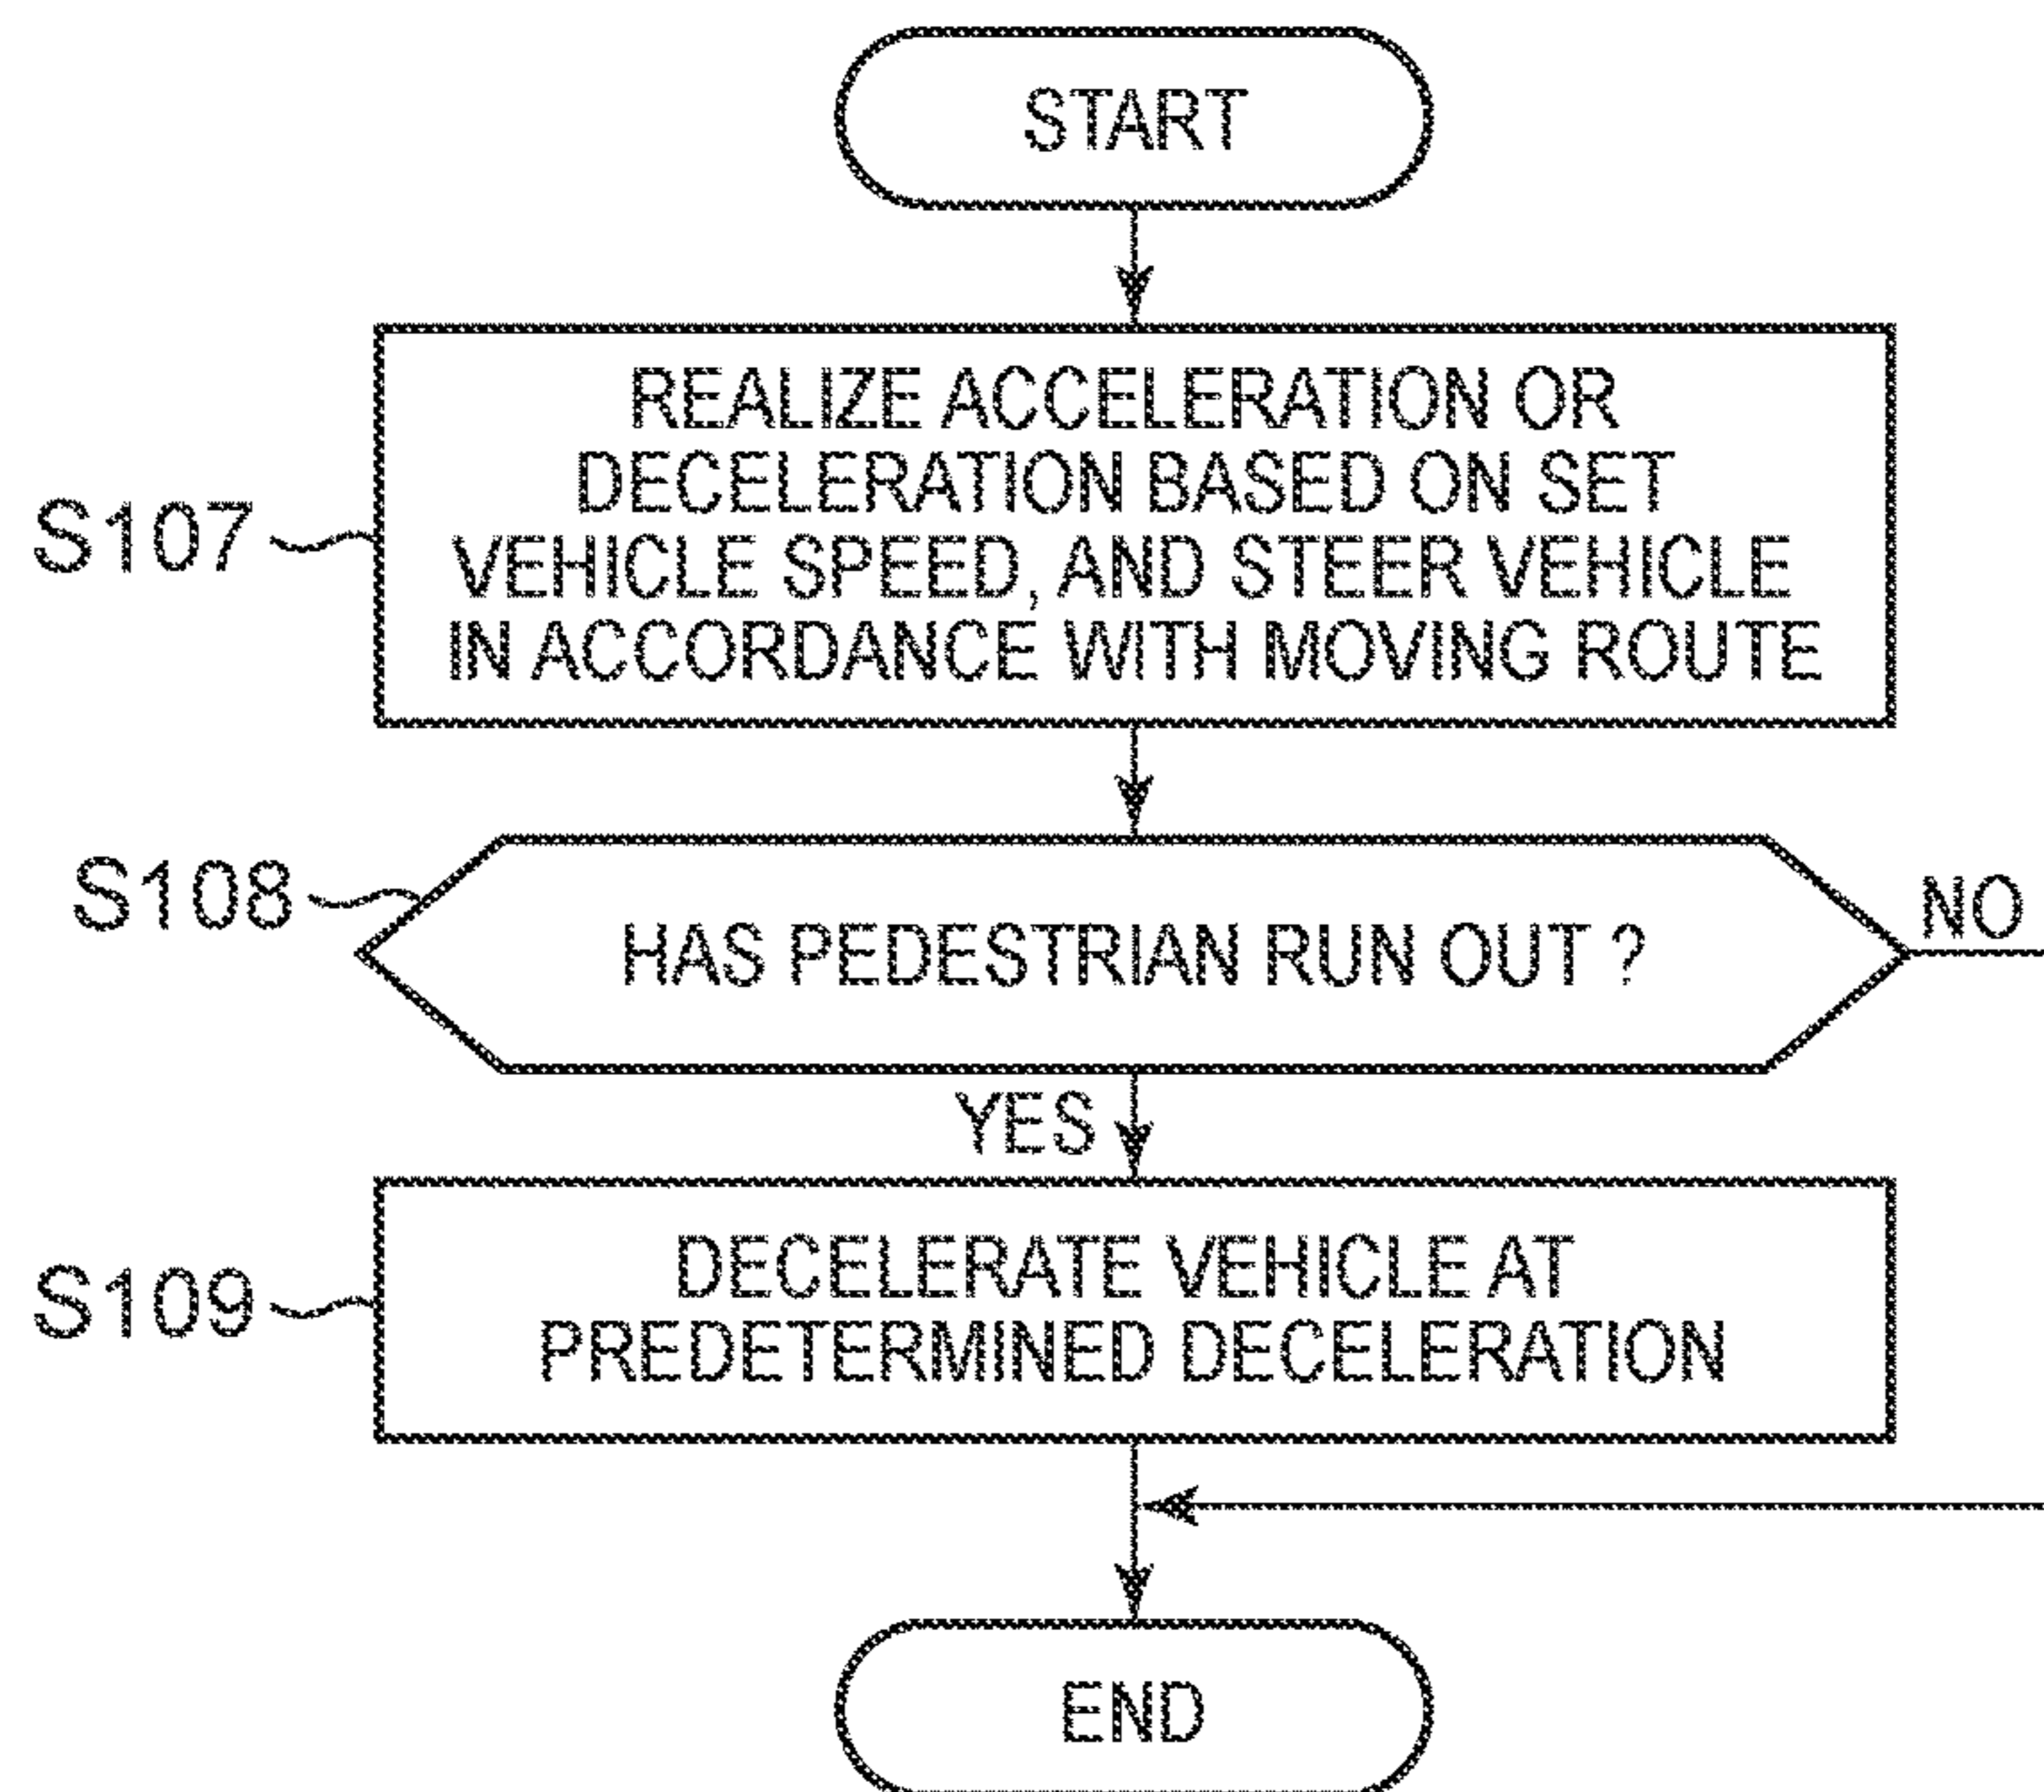 START
S107
REALIZE ACCELERATION OR
DECELERATION BASED ON SET
VEHICLE SPEED, AND STEER VEHICLE
IN ACCORDANCE WITH MOVING ROUTE
S108
HAS PEDESTRIAN RUN OUT ?
NO
YES
S109
DECELERATE VEHICLE AT
PREDETERMINED DECELERATION
END